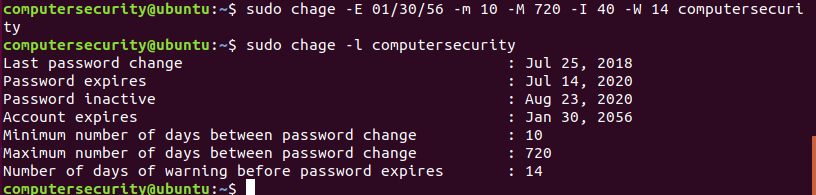 computersecurity@ubuntu:~$ sudo chage -E 01/30/56 -m 10 -M 720 -I 40 -W 14 computersecuri
ty
computersecurity@ubuntu:~$ sudo chage -l computersecurity
Last password change : Jul 25, 2018
Password expires : Jul 14, 2020
Password inactive : Aug 23, 2020
Account expires : Jan 30, 2056
Minimum number of days between password change : 10
Maximum number of days between password change : 720
Number of days of warning before password expires : 14
computersecurity@ubuntu:~$